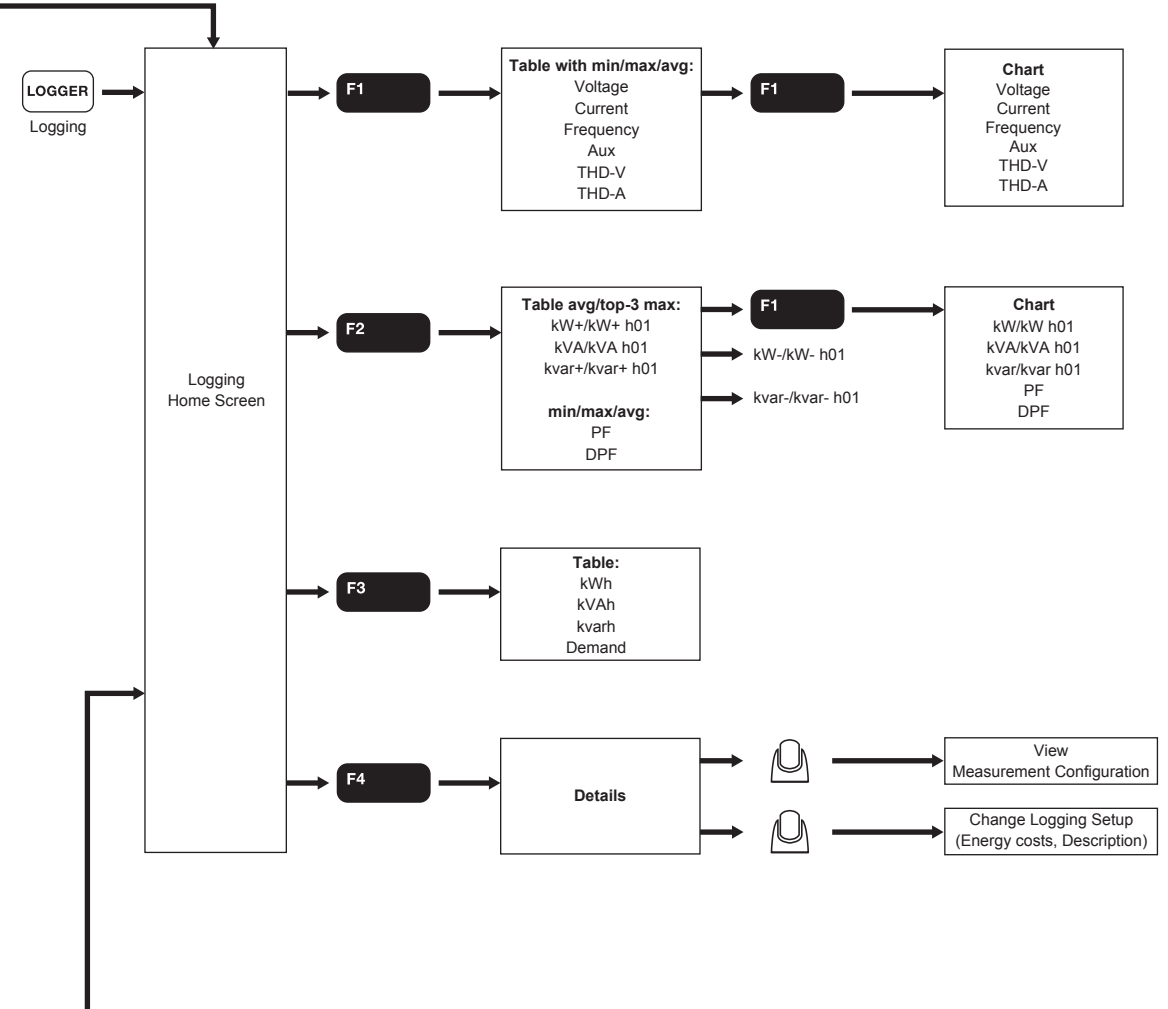 LOGGER
Logging
Logging
Home Screen
F1
Table with min/max/avg:
Voltage
Current
Frequency
Aux
THD-V
THD-A
F1
Chart
Voltage
Current
Frequency
Aux
THD-V
THD-A
F2
Table avg/top-3 max:
kW+/kW+ h01
kVA/kVA h01
kvar+/kvar+ h01
min/max/avg:
PF
DPF
F1
kW-/kW- h01
kvar-/kvar- h01
Chart
kW/kW h01
kVA/kVA h01
kvar/kvar h01
PF
DPF
F3
Table:
kWh
kVAh
kvarh
Demand
F4
Details
View
Measurement Configuration
Change Logging Setup
(Energy costs, Description)